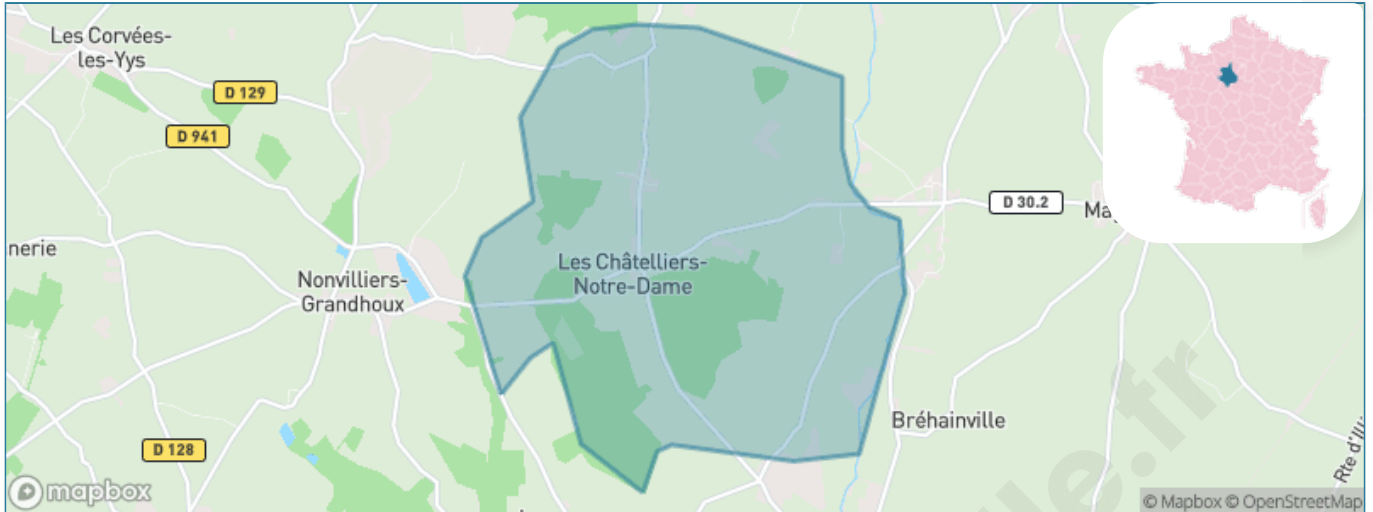 Les Corvées-
les-Yys
D 129
D 941
D 30.2
nerie
Les Châtelliers-
Notre-Dame
Nonvilliers-
Grandhoux
Bréhainville
D 128
mapbox
© Mapbox © OpenStreetMap